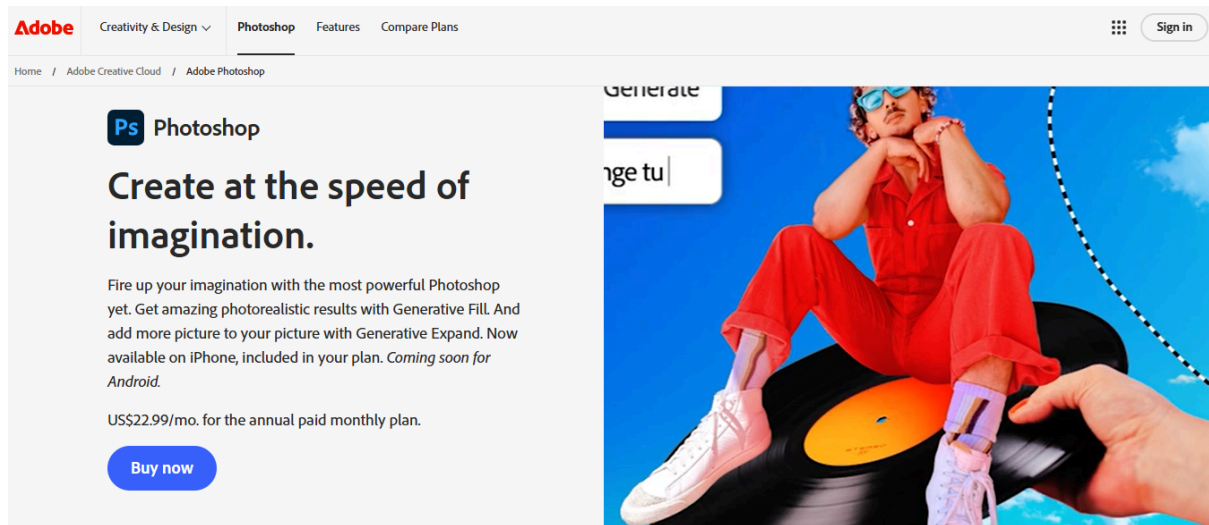 Adobe
Creativity & Design
Photoshop
Features
Compare Plans
Sign in
Home / Adobe Creative Cloud / Adobe Photoshop
Ps Photoshop
Create at the speed of
imagination.
Fire up your imagination with the most powerful Photoshop
yet. Get amazing photorealistic results with Generative Fill. And
add more picture to your picture with Generative Expand. Now
available on iPhone, included in your plan. Coming soon for
Android.
US$22.99/mo. for the annual paid monthly plan.
Buy now
Generate
nge tu